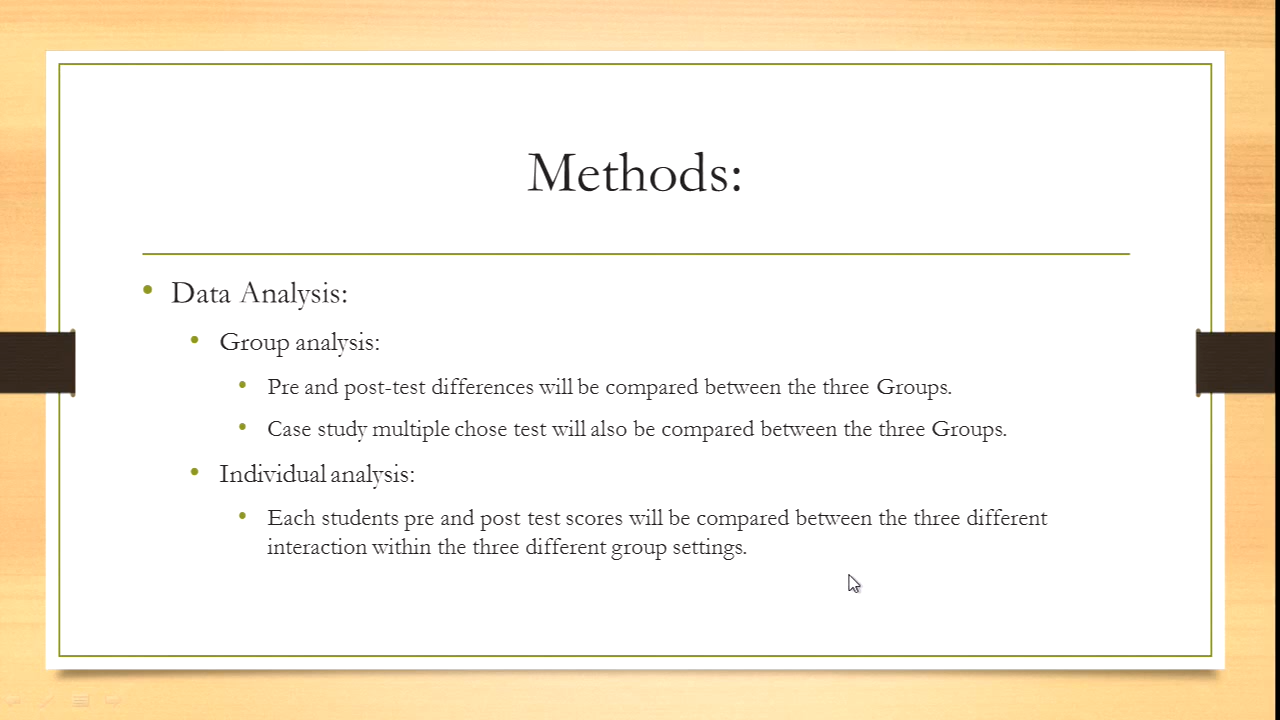 Methods:
• Data Analysis:
• Group analysis:
• Pre and post-test differences will be compared between the three Groups.
• Case study multiple chose test will also be compared between the three Groups.
• Individual analysis:
• Each students pre and post test scores will be compared between the three different
interaction within the three different group settings.